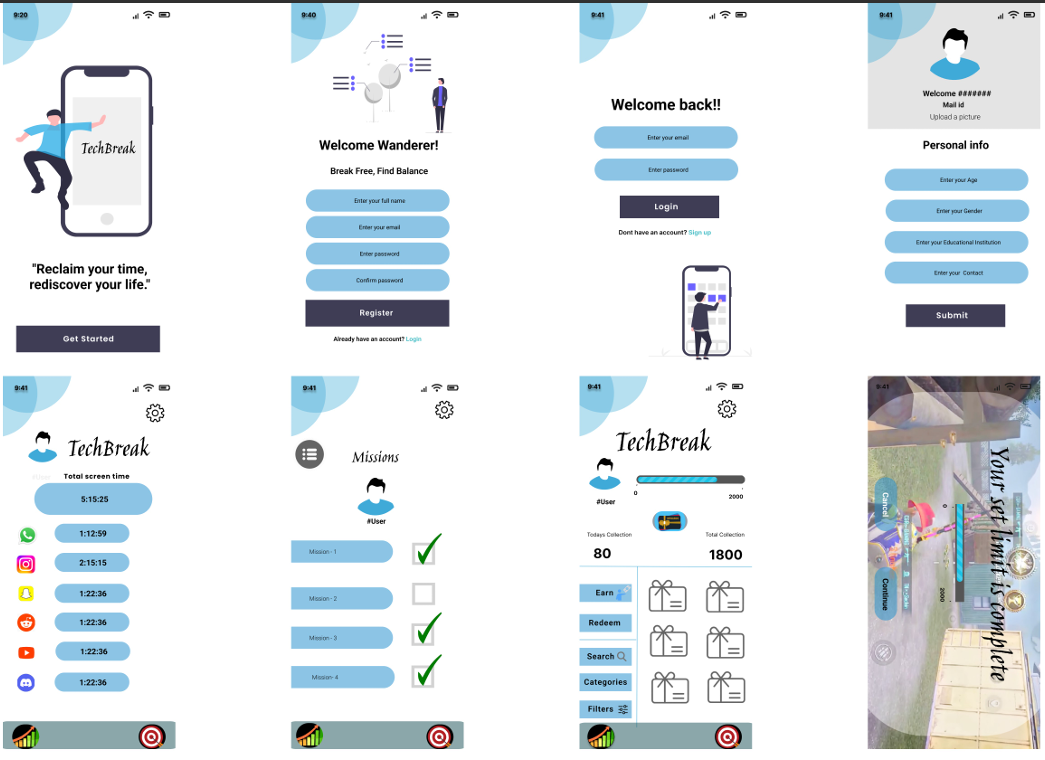 9:20
TechBreak
"Reclaim your time,
rediscover your life."
Get Started
9:40
Welcome Wanderer!
Break Free, Find Balance
Enter your full name
Enter your email
Enter password
Confirm password
Register
Already have an account? Login
9:41
Welcome back!!
Enter your email
Enter password
Login
Dont have an account? Sign up
9:41
Welcome #######
Mail id
Upload a picture
Personal info
Enter your Age
Enter your Gender
Enter your Educational Institution
Enter your Contact
Submit
9:41
TechBreak
#User
Total screen time
5:15:25
1:12:59
2:15:15
1:22:36
1:22:36
1:22:36
1:22:36
9:41
Missions
#User
Mission - 1
Mission - 2
Mission - 3
Mission- 4
9:41
TechBreak
#User
0
2000
Todays Collection
Total Collection
80
1800
Earn
Redeem
Search
Categories
Filters
9:41
Your set limit is complete
0
2000
Cancel
Continue